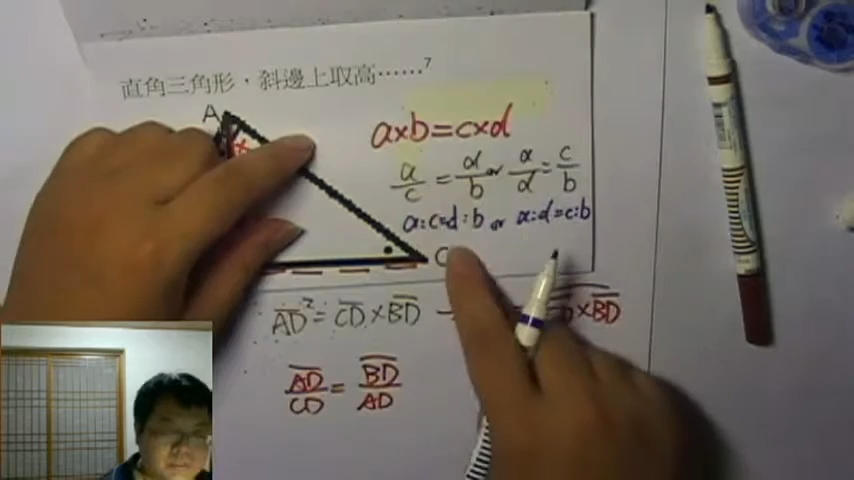 直角三角形，斜邊上取高……7
A
x
a×b=c×d
a/c = d/b or a/d = c/b
a:c=d:b or a:d=c:b
C
AD² = CD × BD → × BD
AD/CD = BD/AD